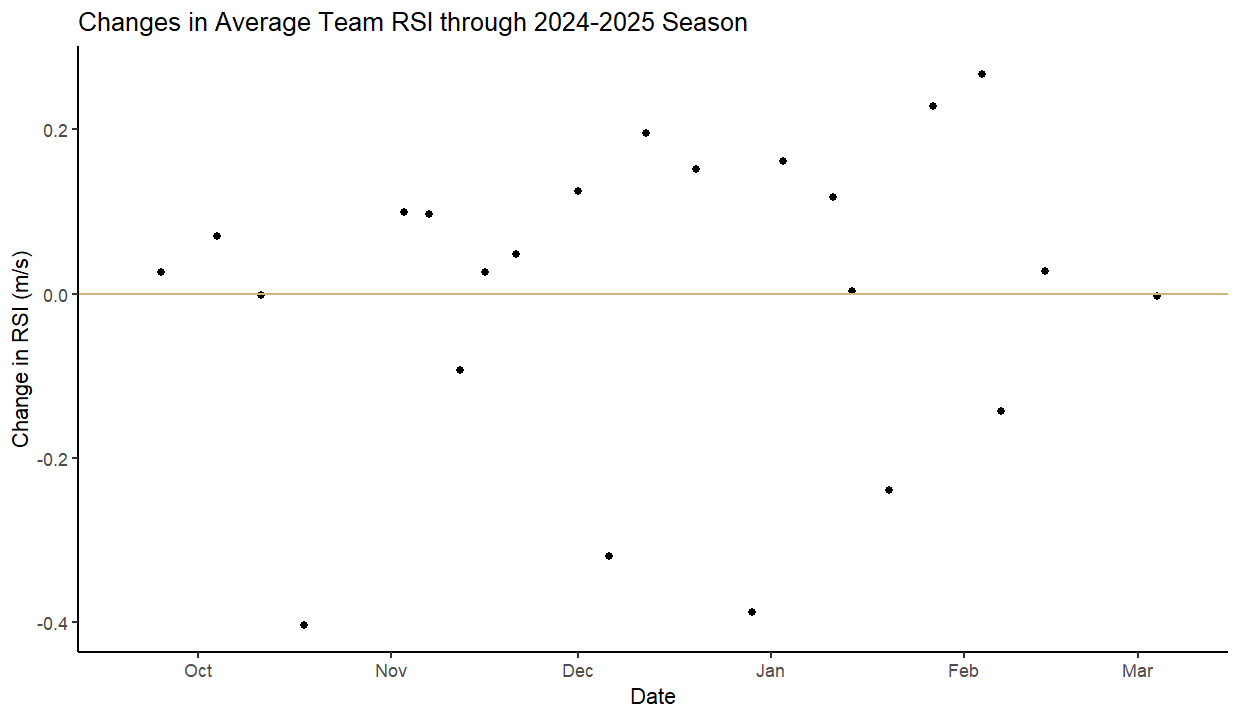 Changes in Average Team RSI through 2024-2025 Season
Change in RSI (m/s)
0.2
0.0
-0.2
-0.4
Oct Nov Dec Jan Feb Mar
Date